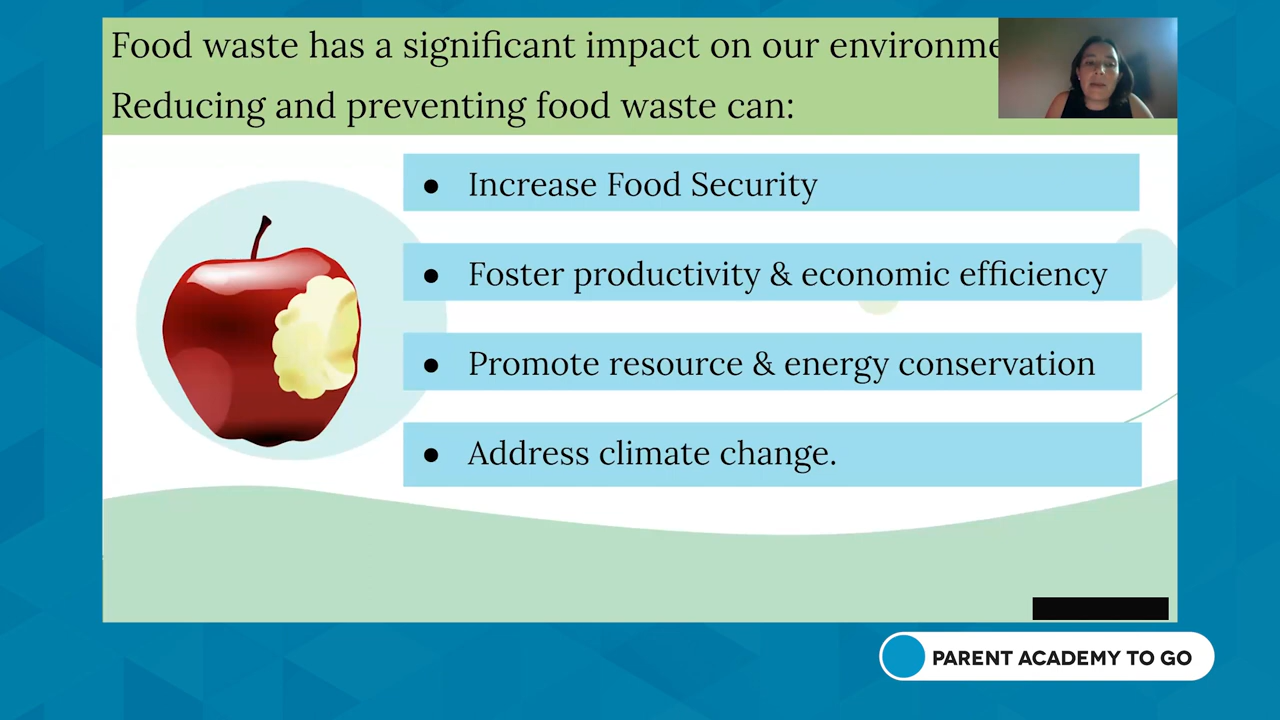 Food waste has a significant impact on our environme
Reducing and preventing food waste can:
● Increase Food Security
● Foster productivity & economic efficiency
● Promote resource & energy conservation
● Address climate change.
PARENT ACADEMY TO GO